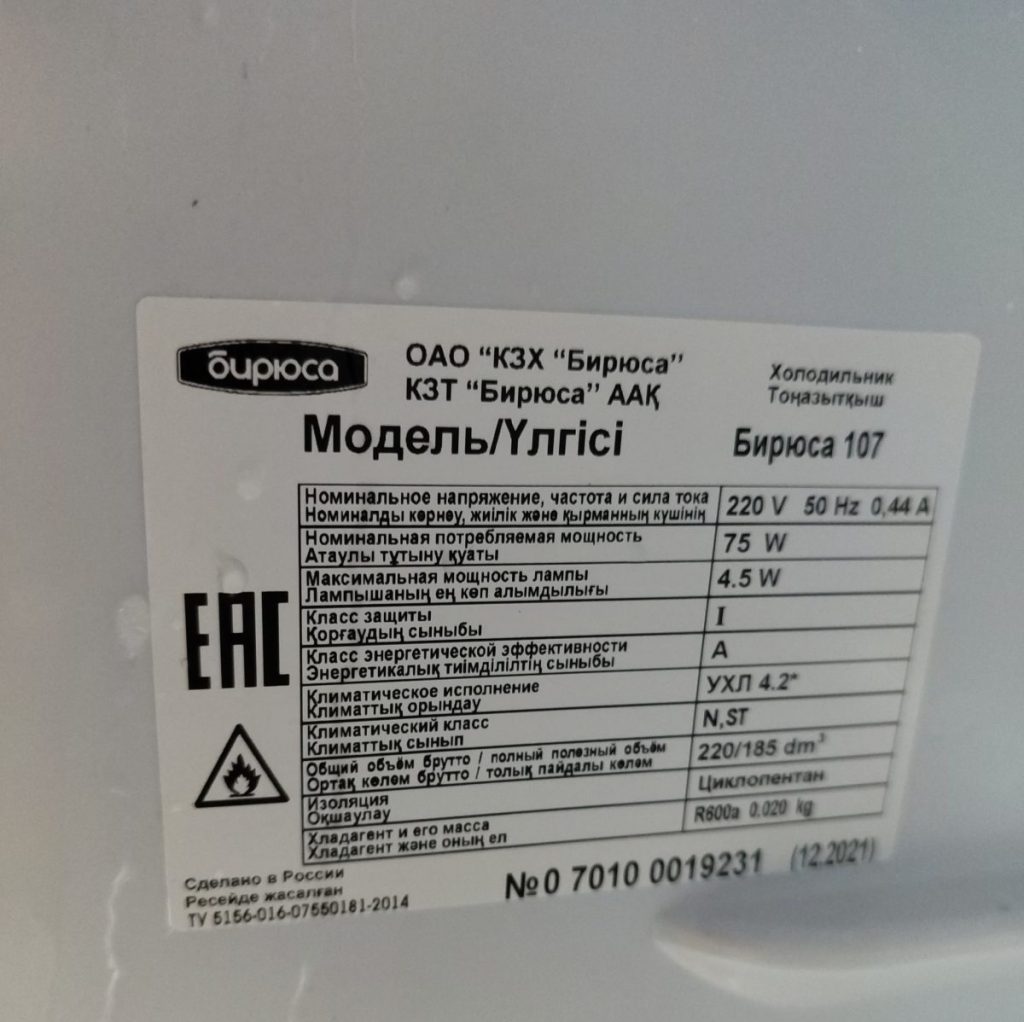 бирюса
ОАО “КЗХ “Бирюса”
КЗТ “Бирюса” ААҚ
Холодильник
Тоңазытқыш
Модель/Үлгісі
Бирюса 107
Номинальное напряжение, частота и сила тока
Номиналды кернеу, жиілік және қырманның күшінің
220 V 50 Hz 0,44 A
Номинальная потребляемая мощность
Атаулы тұтыну қуаты
75 W
Максимальная мощность лампы
Лампышаның ең көп алымдылығы
4.5 W
Класс защиты
Қорғаудың сыныбы
I
Класс энергетической эффективности
Энергетикалық тиімділілтің сыныбы
A
Климатическое исполнение
Климаттық орындау
УХЛ 4.2*
Климатический класс
Климаттық сынып
N,ST
Общий объём брутто / полный полезный объём
Ортақ көлем брутто / толық пайдалы көлем
220/185 dm³
Изоляция
Оқшаулау
Циклопентан
Хладагент и его масса
Хладагент және оның ел
R600a 0.020 kg
ЕАС
Сделано в России
Ресейде жасалған
ТУ 5156-016-07550181-2014
№0 7010 0019231 (12.2021)